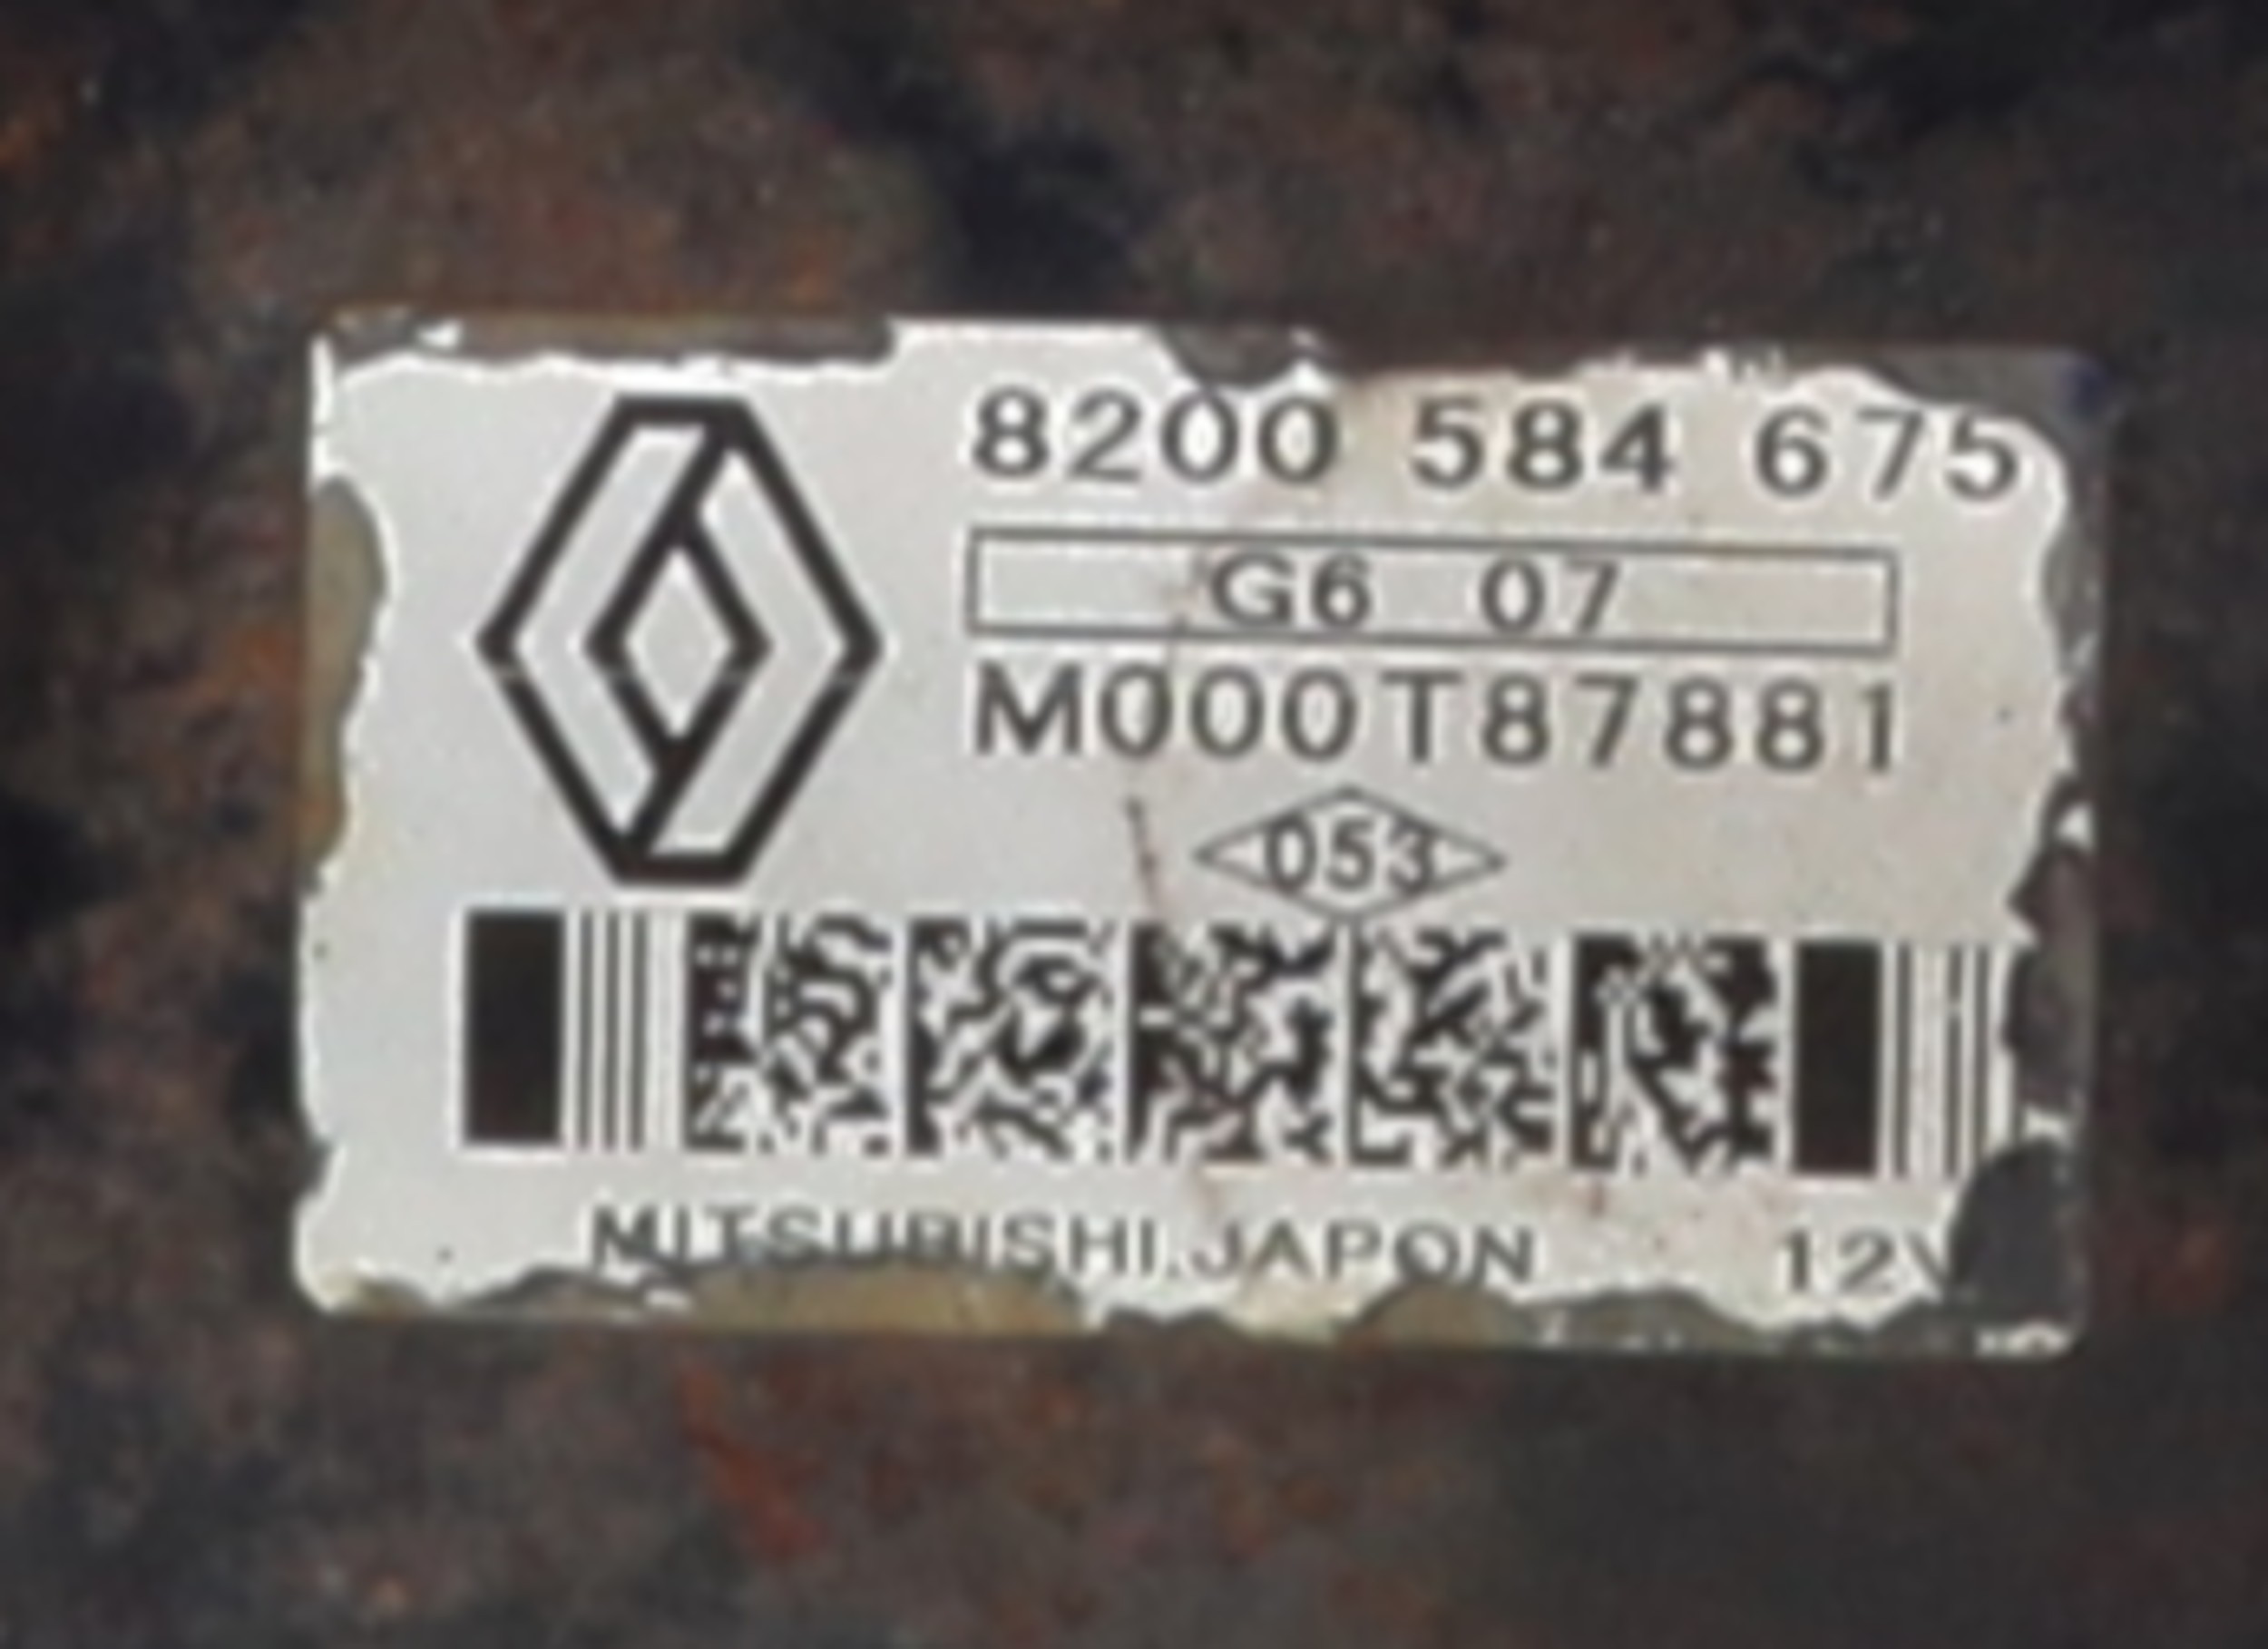 8200 584 675
G6 07
M000T87881
053
MITSUBISHI.JAPON 12V